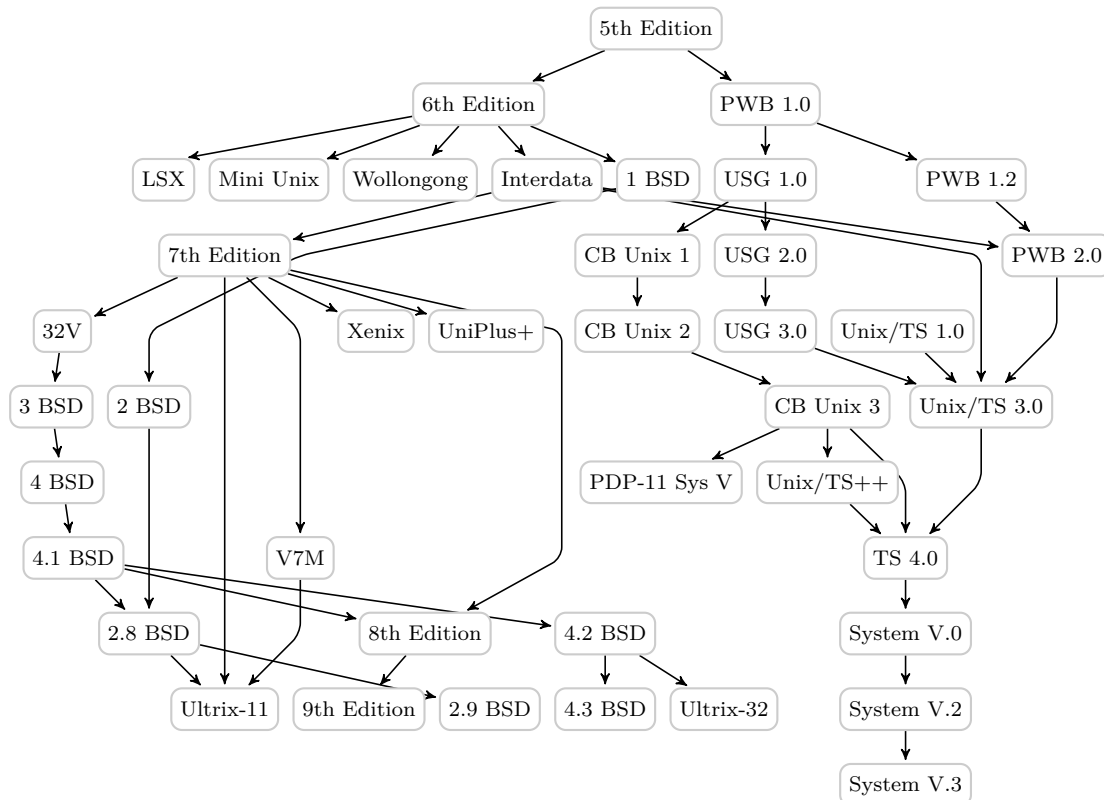 5th Edition
6th Edition
PWB 1.0
LSX
Mini Unix
Wollongong
Interdata
1 BSD
USG 1.0
PWB 1.2
7th Edition
CB Unix 1
USG 2.0
PWB 2.0
32V
Xenix
UniPlus+
CB Unix 2
USG 3.0
Unix/TS 1.0
3 BSD
2 BSD
CB Unix 3
Unix/TS 3.0
4 BSD
PDP-11 Sys V
Unix/TS++
4.1 BSD
V7M
TS 4.0
2.8 BSD
8th Edition
4.2 BSD
System V.0
Ultrix-11
9th Edition
2.9 BSD
4.3 BSD
Ultrix-32
System V.2
System V.3